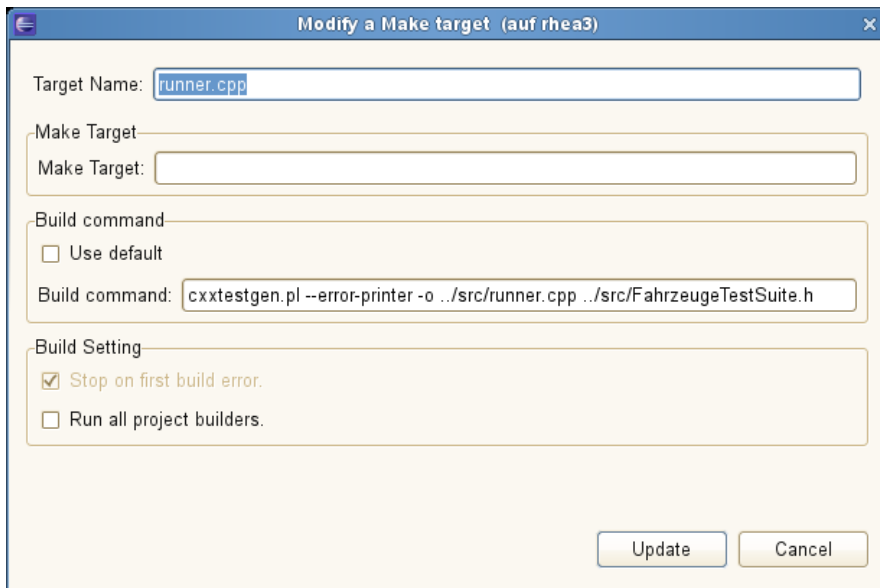 Modify a Make target (auf rhea3)
Target Name: runner.cpp
Make Target
Make Target:
Build command
Use default
Build command: cxxtestgen.pl --error-printer -o ../src/runner.cpp ../src/FahrzeugeTestSuite.h
Build Setting
Stop on first build error.
Run all project builders.
Update Cancel